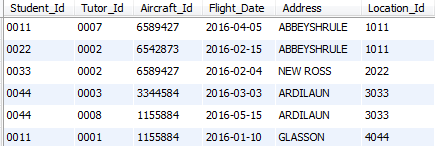 Student_Id Tutor_Id Aircraft_Id Flight_Date Address Location_Id
0011 0007 6589427 2016-04-05 ABBEYSHRULE 1011
0022 0002 6542873 2016-02-15 ABBEYSHRULE 1011
0033 0002 6589427 2016-02-04 NEW ROSS 2022
0044 0003 3344584 2016-03-03 ARDILAUN 3033
0044 0008 1155884 2016-05-15 ARDILAUN 3033
0011 0001 1155884 2016-01-10 GLASSON 4044